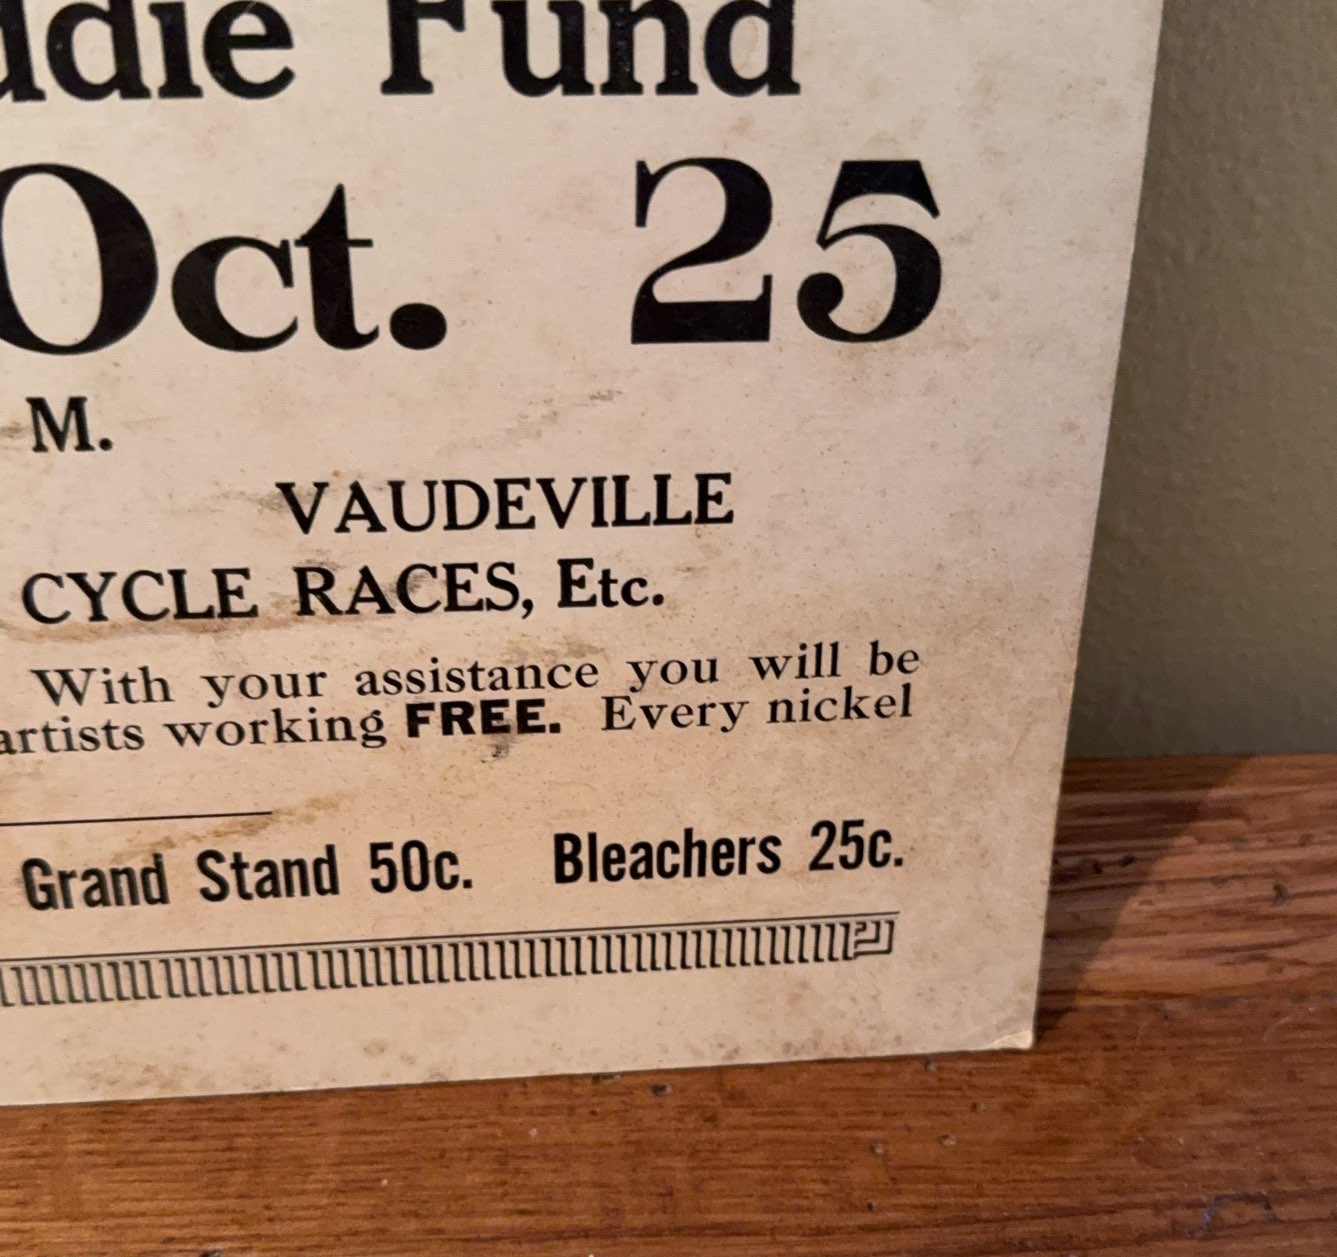 Fund
Oct. 25
M.
VAUDEVILLE
CYCLE RACES, Etc.
With your assistance you will be
artists working FREE. Every nickel
Grand Stand 50c. Bleachers 25c.